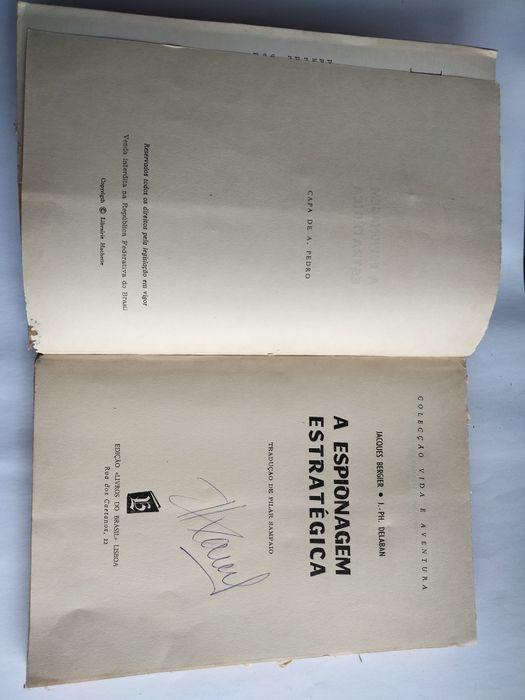 CAPA DE A. PEDRO
Reservados todos os direitos pela legislação em vigor
Venda interdita na República Federativa do Brasil
Copyright © Librairie Hachette
COLECÇÃO VIDA E AVENTURA
JACQUES BERGIER • J.-PH. DELABAN
A ESPIONAGEM
ESTRATÉGICA
TRADUÇÃO DE PILAR SAMPAIO
EDIÇÃO «LIVROS DO BRASIL» LISBOA
Rua dos Caetanos, 22